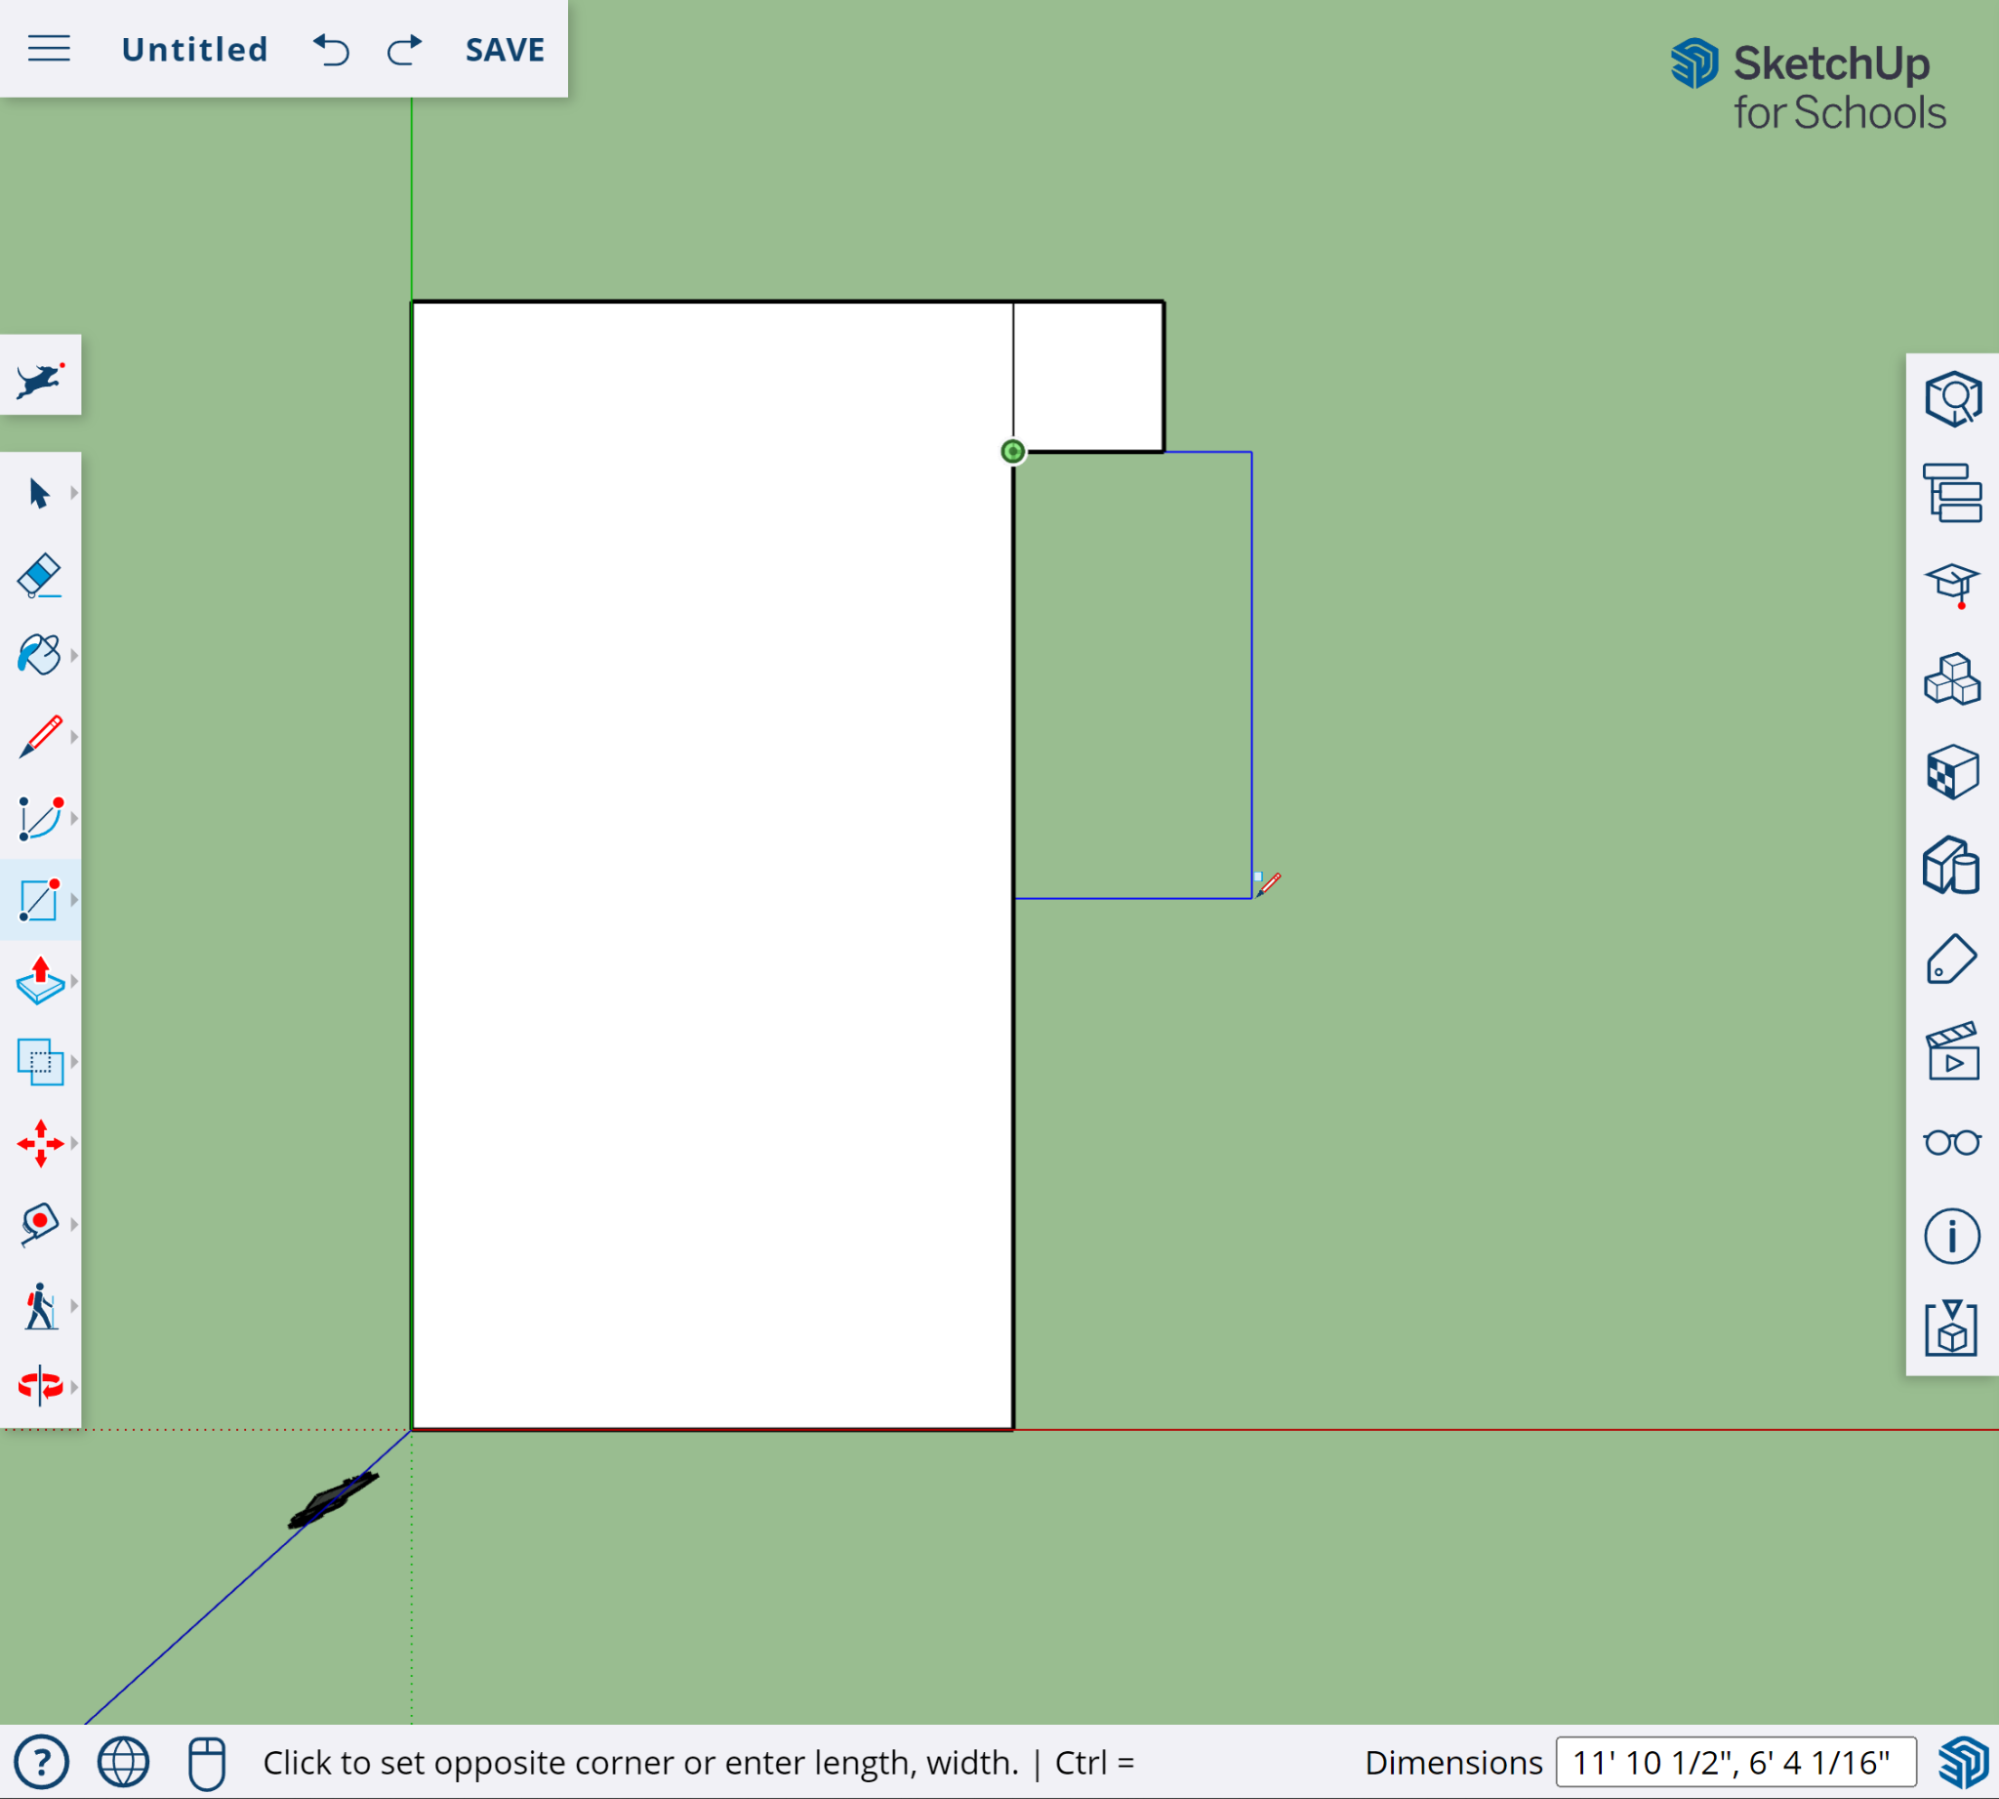 Untitled SAVE
SketchUp
for Schools
? Click to set opposite corner or enter length, width. | Ctrl = Dimensions 11' 10 1/2", 6' 4 1/16"